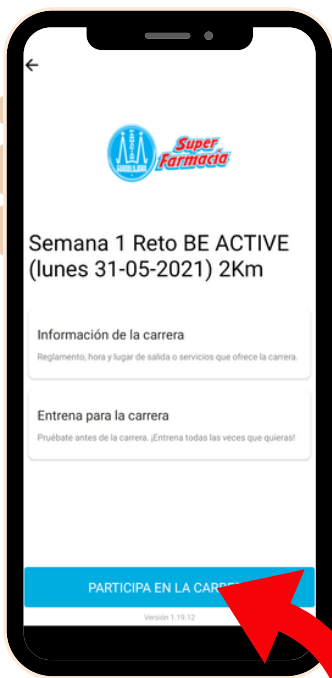 Super
Farmacia
Semana 1 Reto BE ACTIVE
(lunes 31-05-2021) 2Km
Información de la carrera
Reglamento, hora y lugar de salida o servicios que ofrece la carrera.
Entrena para la carrera
Pruébate antes de la carrera. ¡Entrena todas las veces que quieras!
PARTICIPA EN LA
Versión 1.19.12